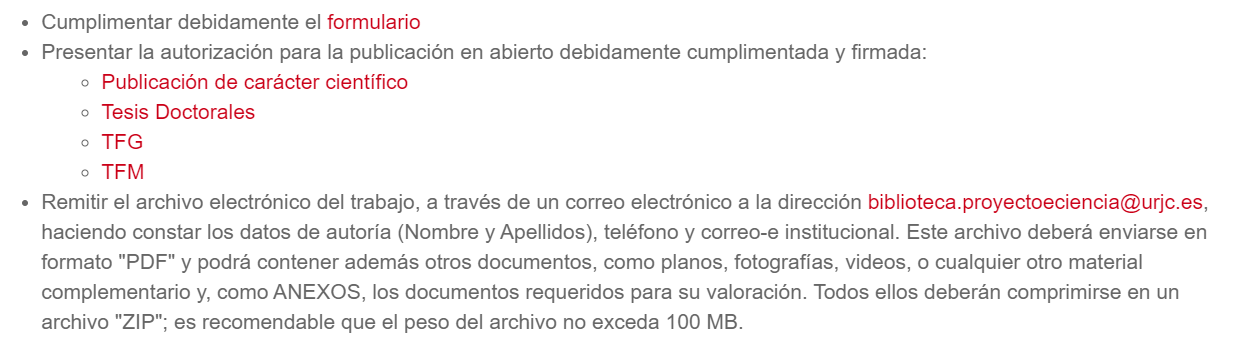 • Cumplimentar debidamente el formulario
• Presentar la autorización para la publicación en abierto debidamente cumplimentada y firmada:
◦ Publicación de carácter científico
◦ Tesis Doctorales
◦ TFG
◦ TFM
• Remitir el archivo electrónico del trabajo, a través de un correo electrónico a la dirección biblioteca.proyectoeciencia@urjc.es,
haciendo constar los datos de autoría (Nombre y Apellidos), teléfono y correo-e institucional. Este archivo deberá enviarse en
formato "PDF" y podrá contener además otros documentos, como planos, fotografías, videos, o cualquier otro material
complementario y, como ANEXOS, los documentos requeridos para su valoración. Todos ellos deberán comprimirse en un
archivo "ZIP"; es recomendable que el peso del archivo no exceda 100 MB.